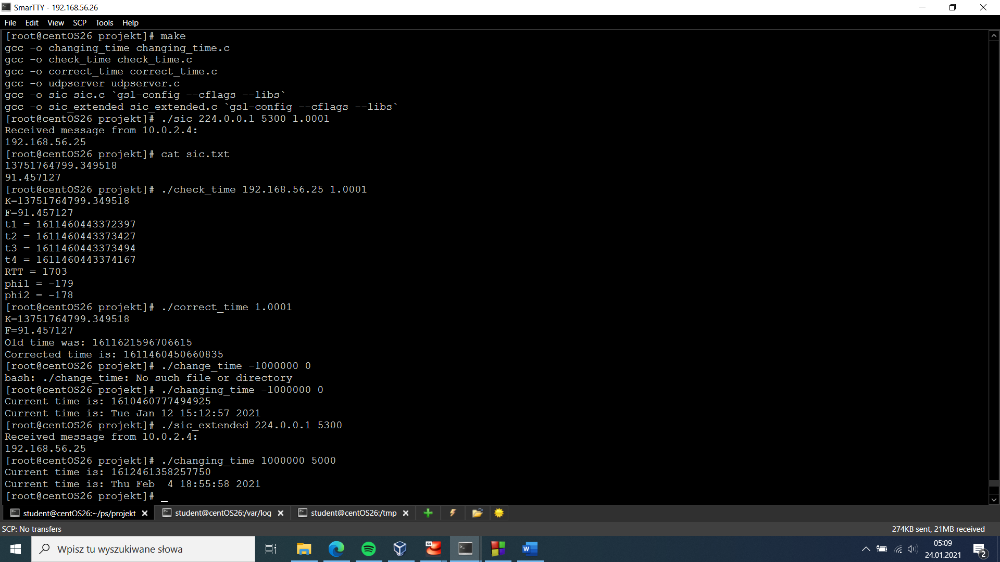 SmarTTY - 192.168.56.26
File Edit View SCP Tools Help
[root@centOS26 projekt]# make
gcc -o changing_time changing_time.c
gcc -o check_time check_time.c
gcc -o correct_time correct_time.c
gcc -o udpserver udpserver.c
gcc -o sic sic.c `gsl-config --cflags --libs`
gcc -o sic_extended sic_extended.c `gsl-config --cflags --libs`
[root@centOS26 projekt]# ./sic 224.0.0.1 5300 1.0001
Received message from 10.0.2.4:
192.168.56.25
[root@centOS26 projekt]# cat sic.txt
13751764799.349518
91.457127
[root@centOS26 projekt]# ./check_time 192.168.56.25 1.0001
K=13751764799.349518
F=91.457127
t1 = 1611460443372397
t2 = 1611460443373427
t3 = 1611460443373494
t4 = 1611460443374167
RTT = 1703
phi1 = -179
phi2 = -178
[root@centOS26 projekt]# ./correct_time 1.0001
K=13751764799.349518
F=91.457127
Old time was: 1611621596706615
Corrected time is: 1611460450660835
[root@centOS26 projekt]# ./change_time -1000000 0
bash: ./change_time: No such file or directory
[root@centOS26 projekt]# ./changing_time -1000000 0
Current time is: 1610460777494925
Current time is: Tue Jan 12 15:12:57 2021
[root@centOS26 projekt]# ./sic_extended 224.0.0.1 5300
Received message from 10.0.2.4:
192.168.56.25
[root@centOS26 projekt]# ./changing_time 1000000 5000
Current time is: 1612461358257750
Current time is: Thu Feb  4 18:55:58 2021
[root@centOS26 projekt]# _
student@centOS26:~/ps/projekt student@centOS26:/var/log student@centOS26:/tmp
SCP: No transfers 274KB sent, 21MB received
Wpisz tu wyszukiwane słowa
64
W
05:09
24.01.2021
2